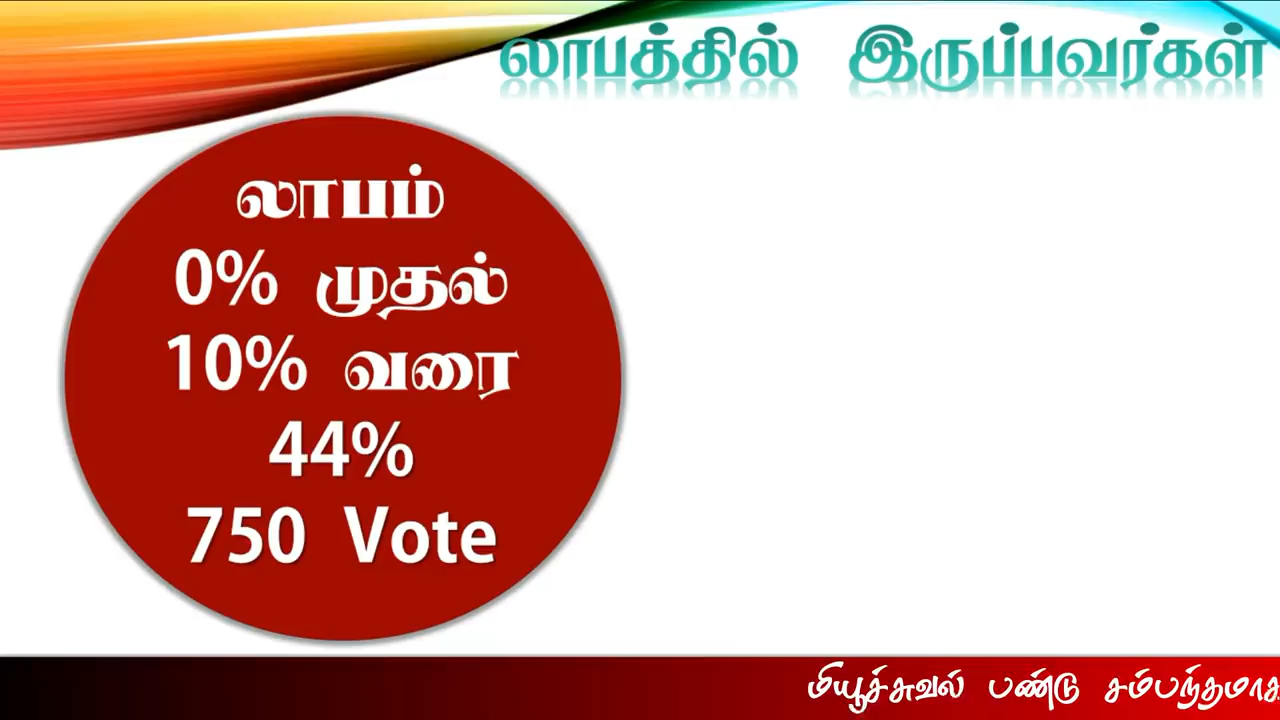 லாபத்தில் இருப்பவர்கள்
லாபம்
0% முதல்
10% வரை
44%
750 Vote
மியூச்சுவல் பண்டு சம்பந்தமாக